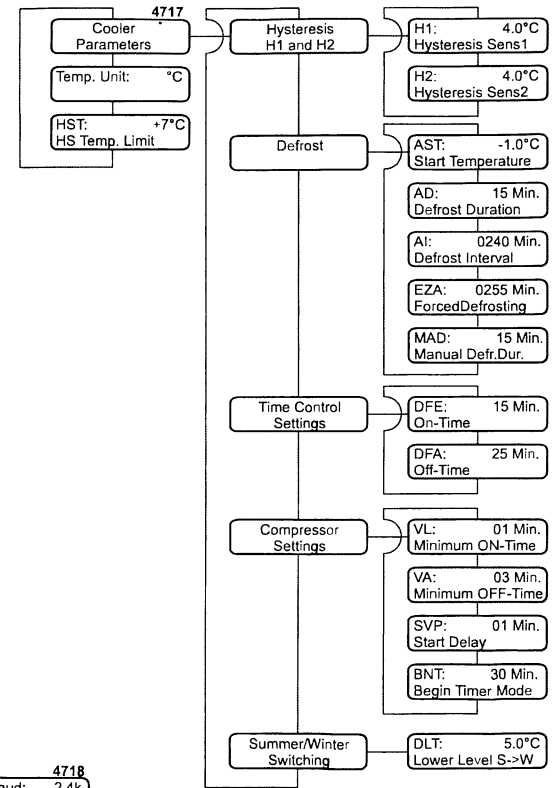 4717
Cooler
Parameters
Temp. Unit: °C
HST: +7°C
HS Temp. Limit
Hysteresis
H1 and H2
H1: 4.0°C
Hysteresis Sens1
H2: 4.0°C
Hysteresis Sens2
Defrost
AST: -1.0°C
Start Temperature
AD: 15 Min.
Defrost Duration
AI: 0240 Min.
Defrost Interval
EZA: 0255 Min.
ForcedDefrosting
MAD: 15 Min.
Manual Defr.Dur.
Time Control
Settings
DFE: 15 Min.
On-Time
DFA: 25 Min.
Off-Time
Compressor
Settings
VL: 01 Min.
Minimum ON-Time
VA: 03 Min.
Minimum OFF-Time
SVP: 01 Min.
Start Delay
BNT: 30 Min.
Begin Timer Mode
Summer/Winter
Switching
DLT: 5.0°C
Lower Level S->W
4718
aud: 2.4k